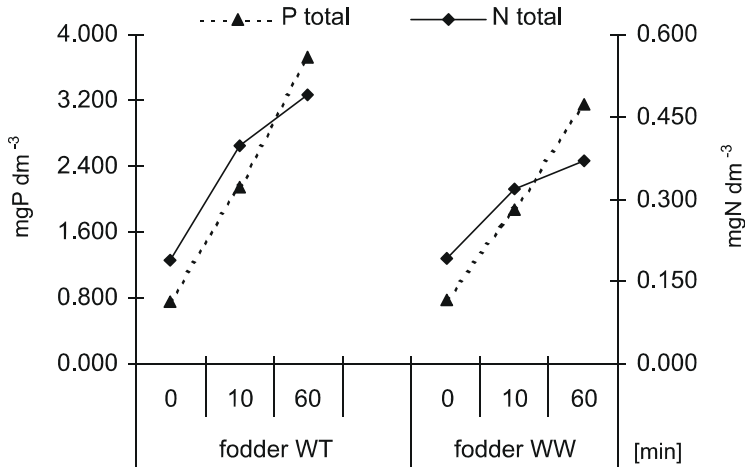 P total N total
4.000 0.600
3.200 0.450
2.400 0.300
1.600 0.150
0.800 0.000
0.000
mgP dm-3
mgN dm-3
0 10 60 0 10 60
fodder WT fodder WW [min]